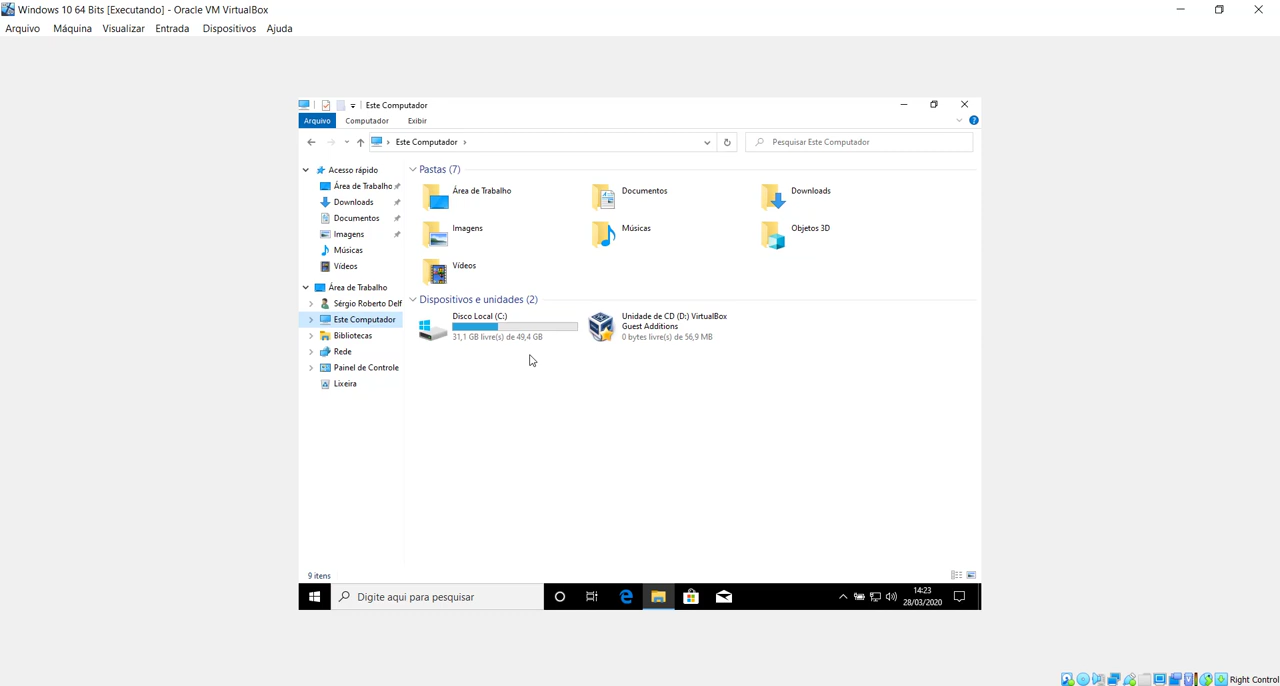 Windows 10 64 Bits [Executando] - Oracle VM VirtualBox
Arquivo Máquina Visualizar Entrada Dispositivos Ajuda
Este Computador
Arquivo Computador Exibir
Este Computador
Pesquisar Este Computador
Acesso rápido
Área de Trabalho
Downloads
Documentos
Imagens
Músicas
Vídeos
Área de Trabalho
Sérgio Roberto Delf
Este Computador
Bibliotecas
Rede
Painel de Controle
Lixeira
Pastas (7)
Área de Trabalho
Documentos
Downloads
Imagens
Músicas
Objetos 3D
Vídeos
Dispositivos e unidades (2)
Disco Local (C:)
31,1 GB livre(s) de 49,4 GB
Unidade de CD (D:) VirtualBox
Guest Additions
0 bytes livre(s) de 56,9 MB
9 itens
Digite aqui para pesquisar
14:23
28/03/2020
Right Control